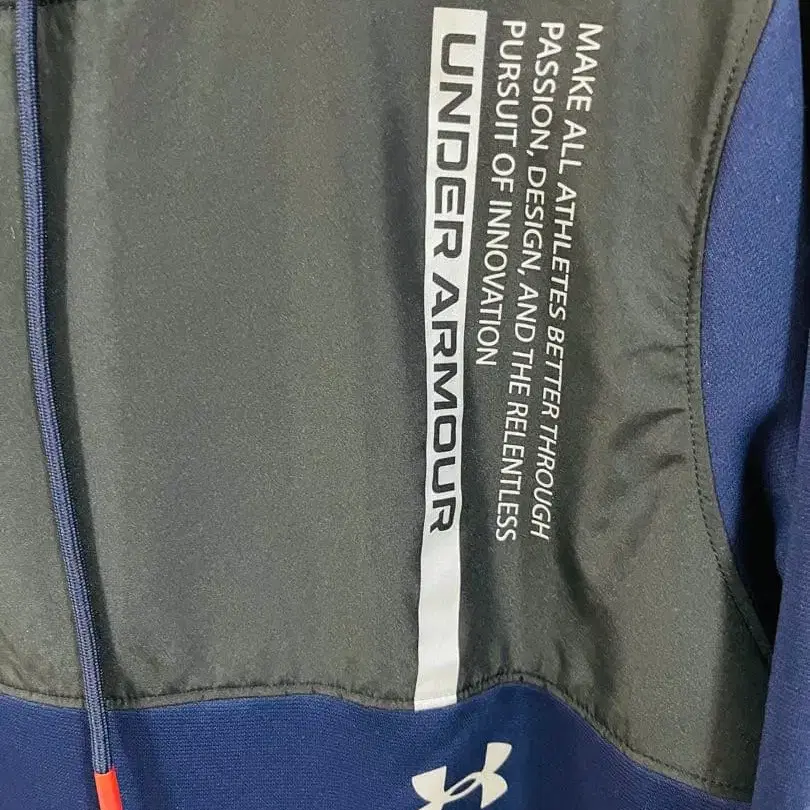 MAKE ALL ATHLETES BETTER THROUGH
PASSION, DESIGN, AND THE RELENTLESS
PURSUIT OF INNOVATION
UNDER ARMOUR